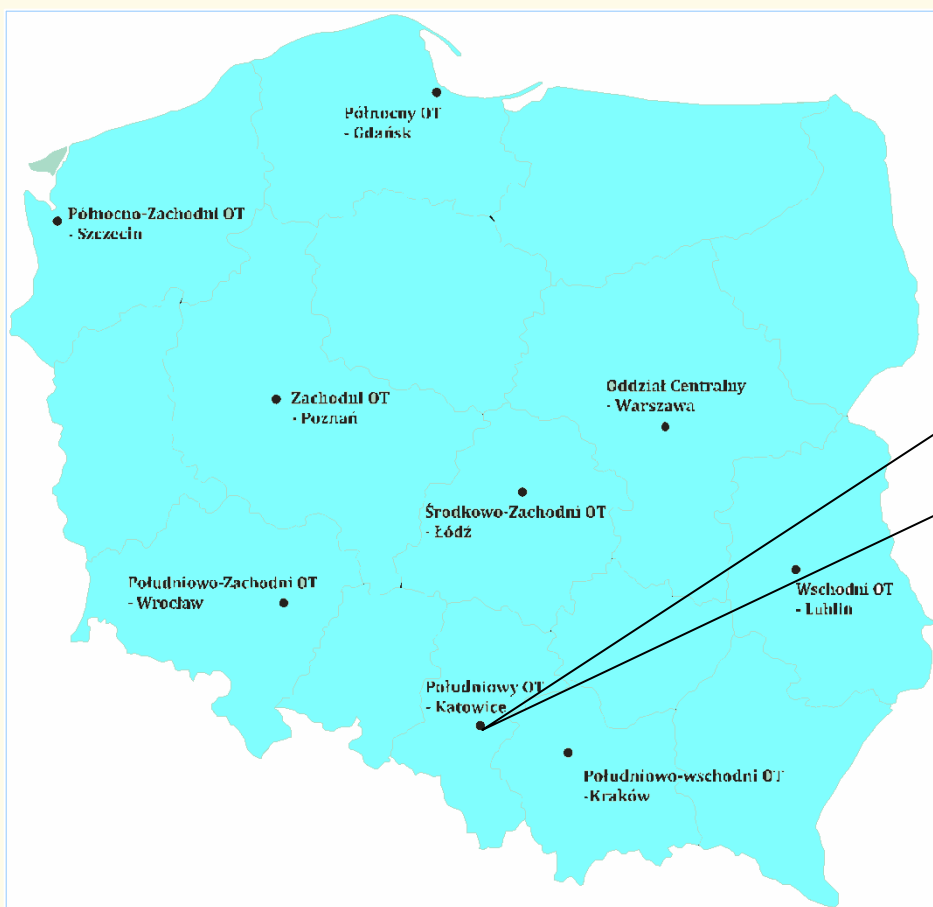 Północny OT
- Gdańsk
Północno-Zachodni OT
- Szczecin
Zachodni OT
- Poznań
Oddział Centralny
- Warszawa
Środkowo-Zachodni OT
- Łódź
Południowo-Zachodni OT
- Wrocław
Wschodni OT
- Lublin
Południowy OT
- Katowice
Południowo-wschodni OT
-Kraków